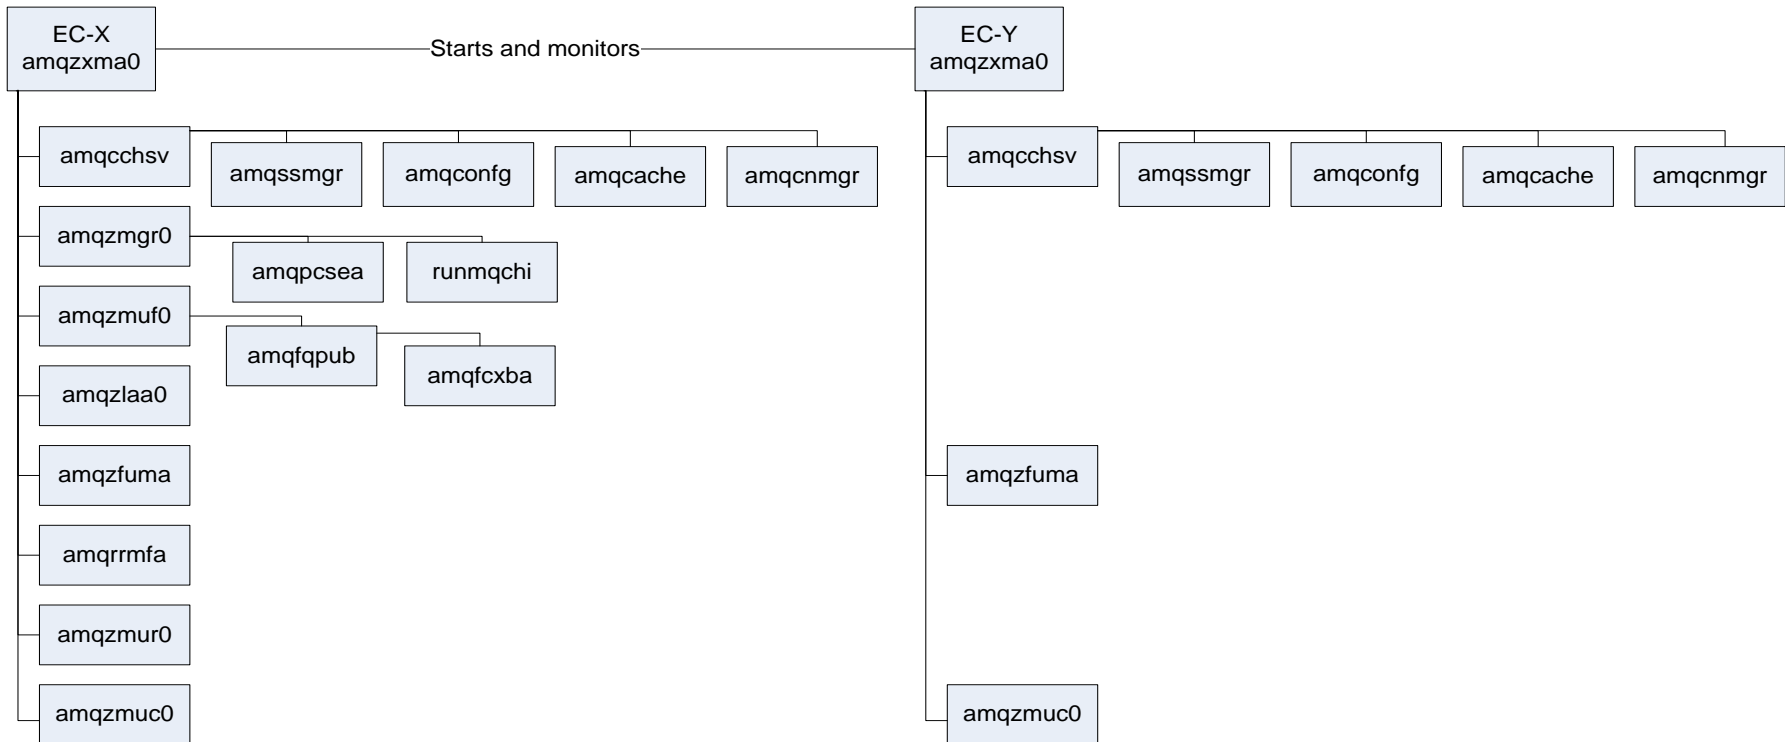 EC-X
amqzxma0
Starts and monitors
EC-Y
amqzxma0
amqcchsv
amqssmgr
amqconfg
amqcache
amqcnmgr
amqcchsv
amqssmgr
amqconfg
amqcache
amqcnmgr
amqzmgr0
amqpcsea
runmqchi
amqzmuf0
amqfqpub
amqfcxba
amqzlaa0
amqzfuma
amqzfuma
amqrrmfa
amqzmur0
amqzmuc0
amqzmuc0